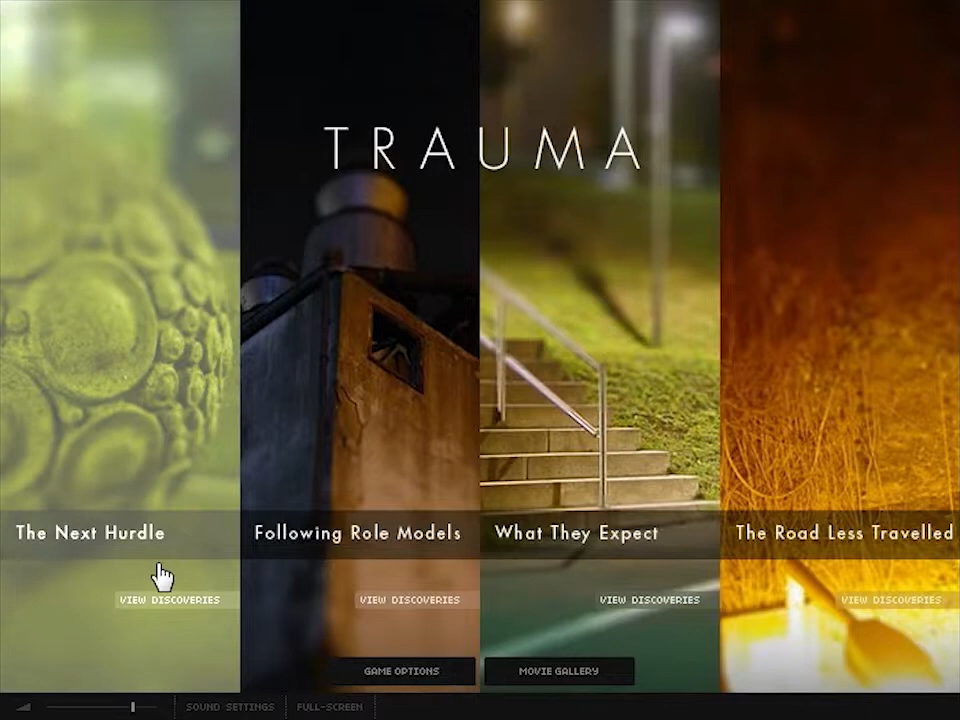 TRAUMA
The Next Hurdle
Following Role Models
What They Expect
The Road Less Travelled
VIEW DISCOVERIES
VIEW DISCOVERIES
VIEW DISCOVERIES
VIEW DISCOVERIES
GAME OPTIONS
MOVIE GALLERY
SOUND SETTINGS
FULL-SCREEN